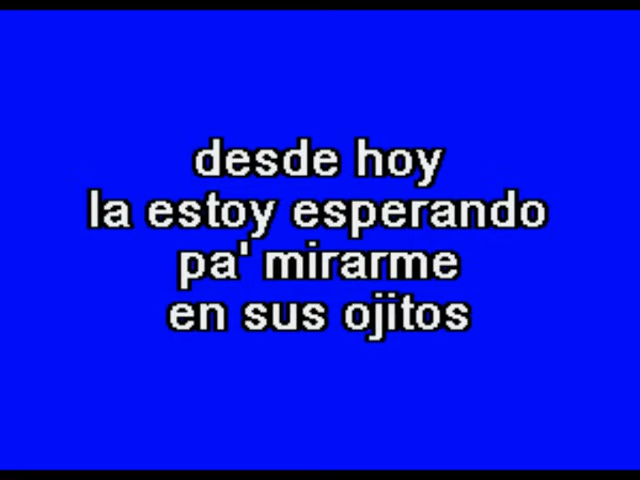 desde hoy
la estoy esperando
pa' mirarme
en sus ojitos